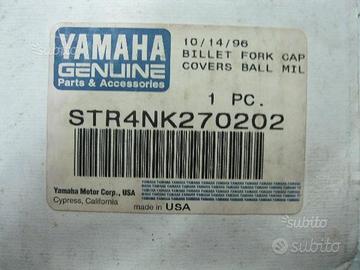 YAMAHA
GENUINE
Parts & Accessories
10/14/96
BILLET FORK CAP
COVERS BALL MIL
1 PC.
STR4NK270202
Yamaha Motor Corp., USA
Cypress, California
made in USA
subito
subito